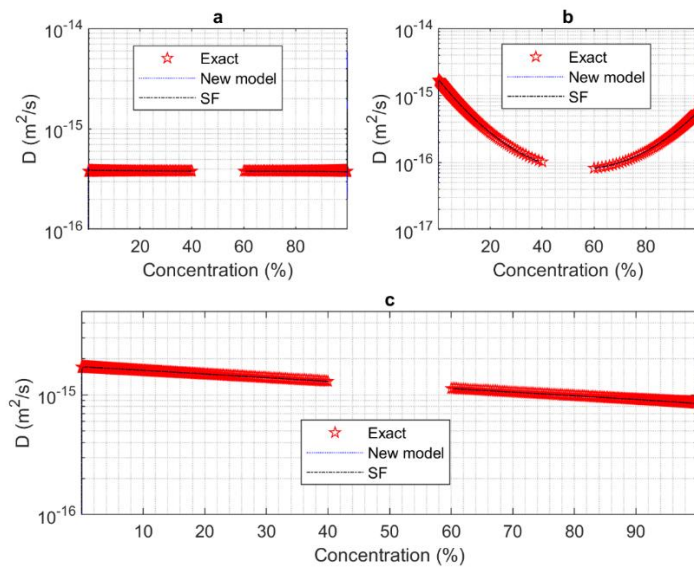 a
10^-14
10^-15
10^-16
D (m^2/s)
Exact
New model
SF
20 40 60 80
Concentration (%)
b
10^-14
10^-15
10^-16
10^-17
D (m^2/s)
Exact
New model
SF
20 40 60 80
Concentration (%)
c
10^-15
10^-16
D (m^2/s)
Exact
New model
SF
10 20 30 40 50 60 70 80 90
Concentration (%)